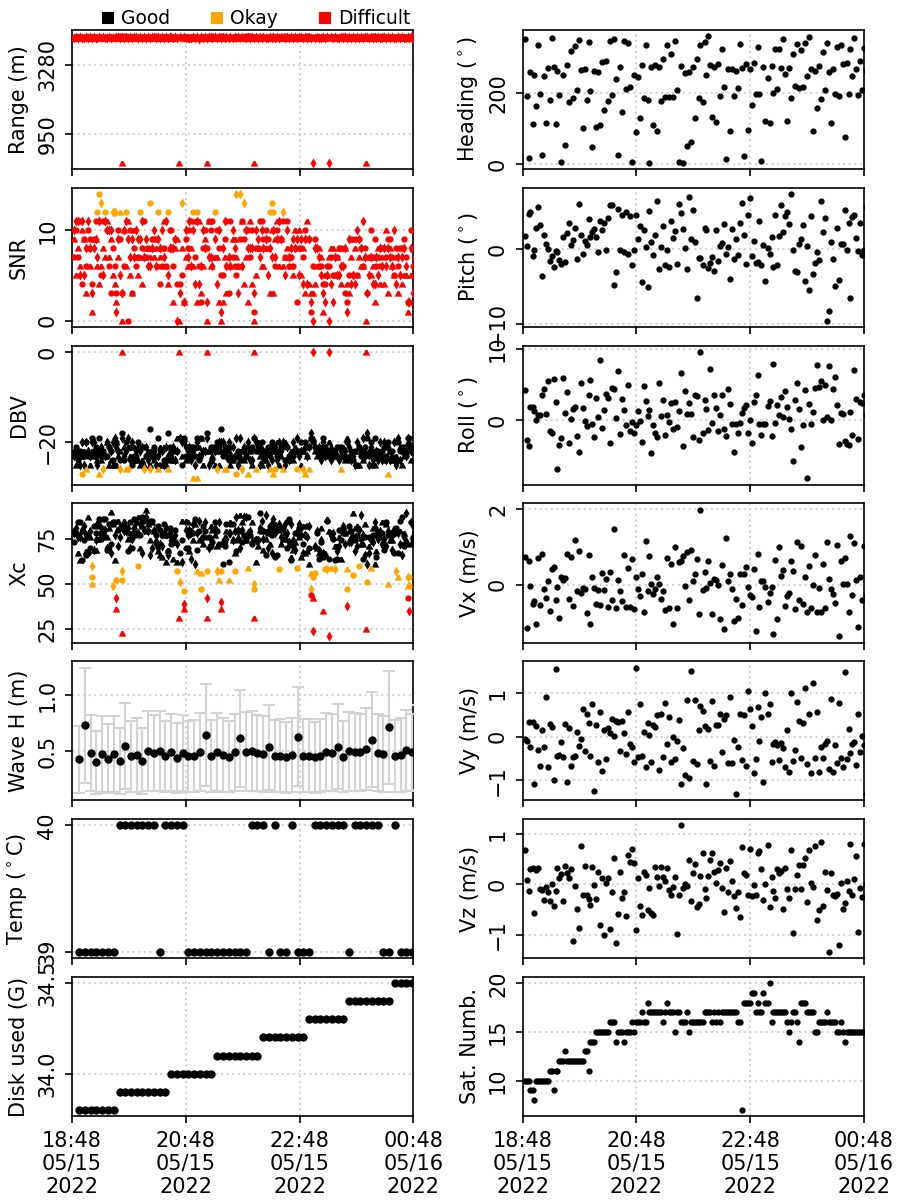 Good Okay Difficult
Range (m)
3280
950
Heading (°)
200
0
SNR
10
0
Pitch (°)
0
−10
DBV
0
−20
Roll (°)
10
0
Xc
75
50
25
Vx (m/s)
2
0
Wave H (m)
1.0
0.5
Vy (m/s)
1
0
−1
Temp (°C)
40
39
Vz (m/s)
1
0
−1
Disk used (G)
34.5
34.0
Sat. Numb.
20
15
10
18:48 20:48 22:48 00:48
05/15 05/15 05/15 05/16
2022 2022 2022 2022
18:48 20:48 22:48 00:48
05/15 05/15 05/15 05/16
2022 2022 2022 2022